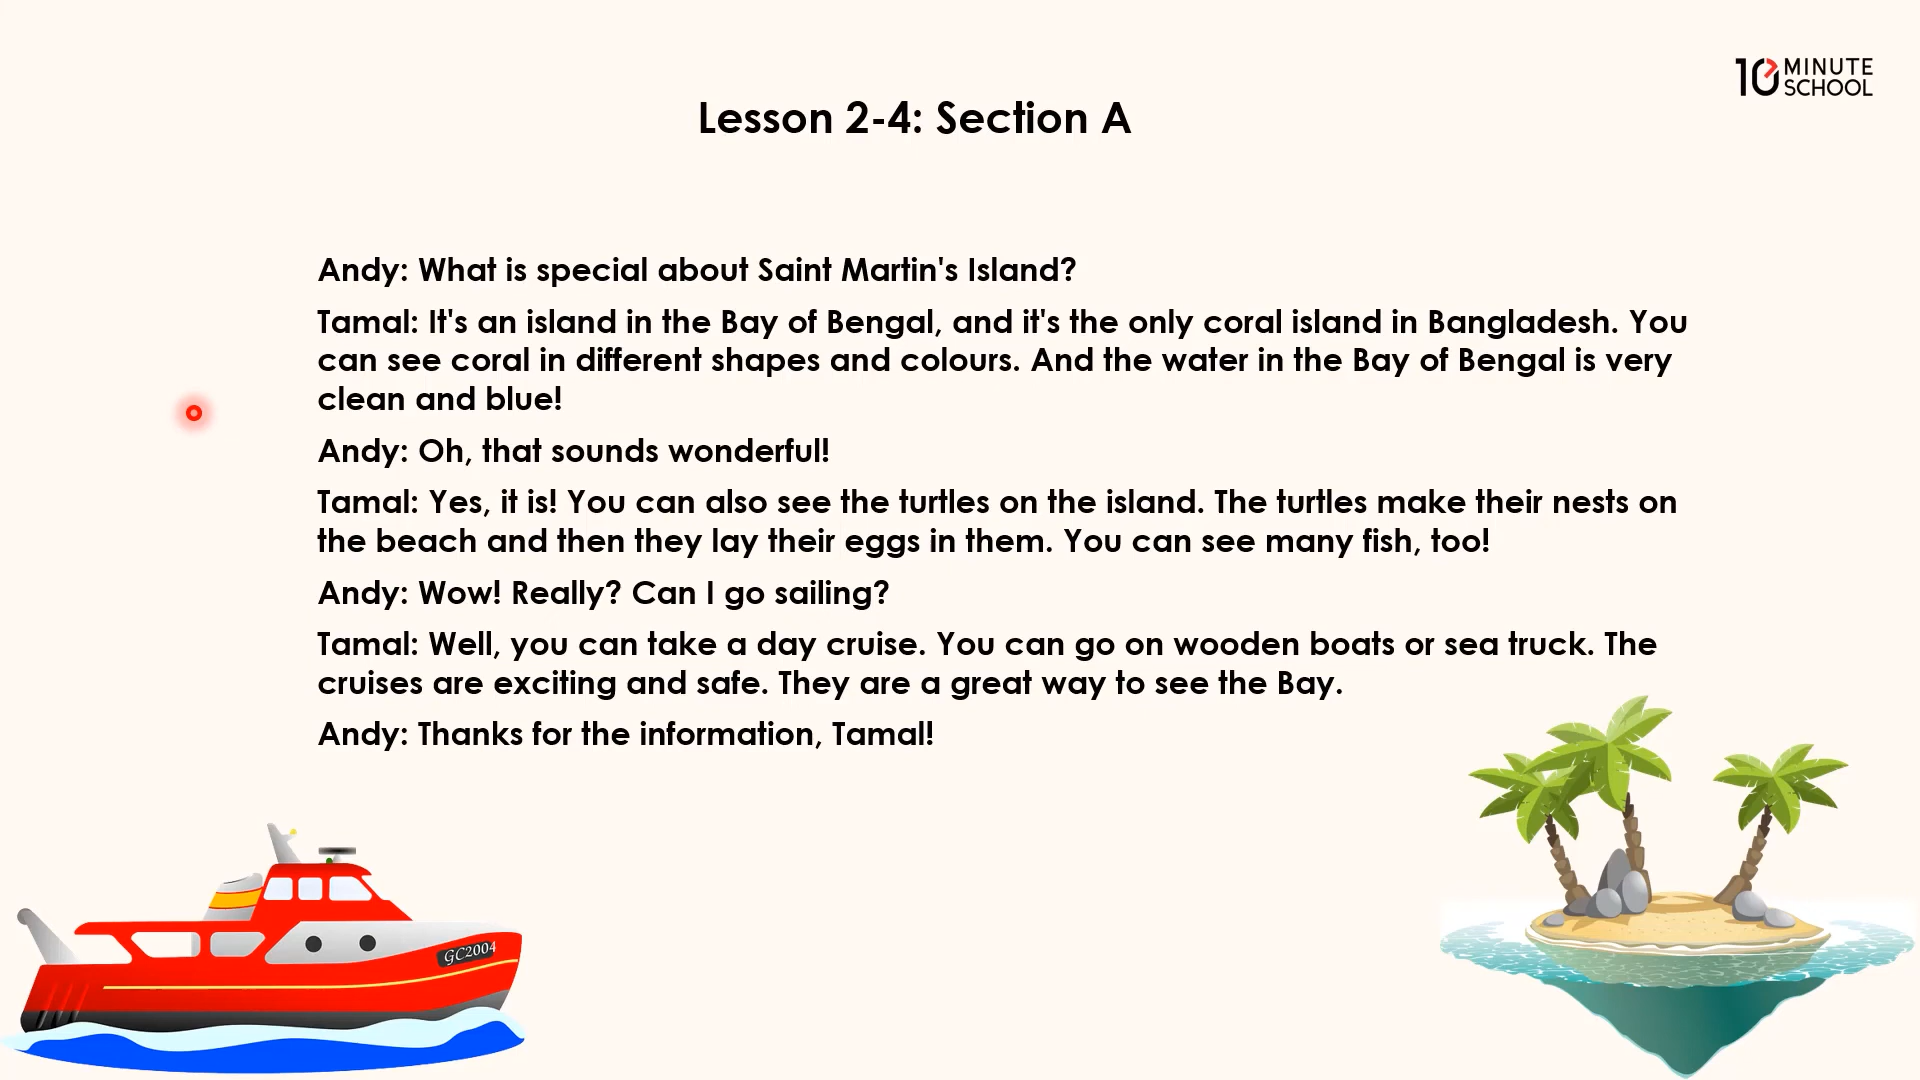 10 MINUTE
SCHOOL
Lesson 2-4: Section A
Andy: What is special about Saint Martin's Island?
Tamal: It's an island in the Bay of Bengal, and it's the only coral island in Bangladesh. You
can see coral in different shapes and colours. And the water in the Bay of Bengal is very
clean and blue!
Andy: Oh, that sounds wonderful!
Tamal: Yes, it is! You can also see the turtles on the island. The turtles make their nests on
the beach and then they lay their eggs in them. You can see many fish, too!
Andy: Wow! Really? Can I go sailing?
Tamal: Well, you can take a day cruise. You can go on wooden boats or sea truck. The
cruises are exciting and safe. They are a great way to see the Bay.
Andy: Thanks for the information, Tamal!
GC2004